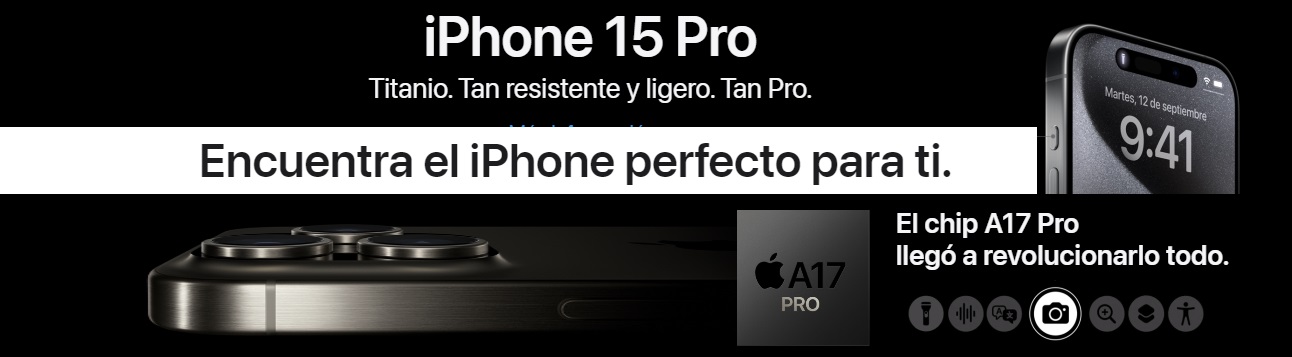 iPhone 15 Pro
Titanio. Tan resistente y ligero. Tan Pro.
Encuentra el iPhone perfecto para ti.
Martes, 12 de septiembre
9:41
El chip A17 Pro
llegó a revolucionarlo todo.
A17
PRO